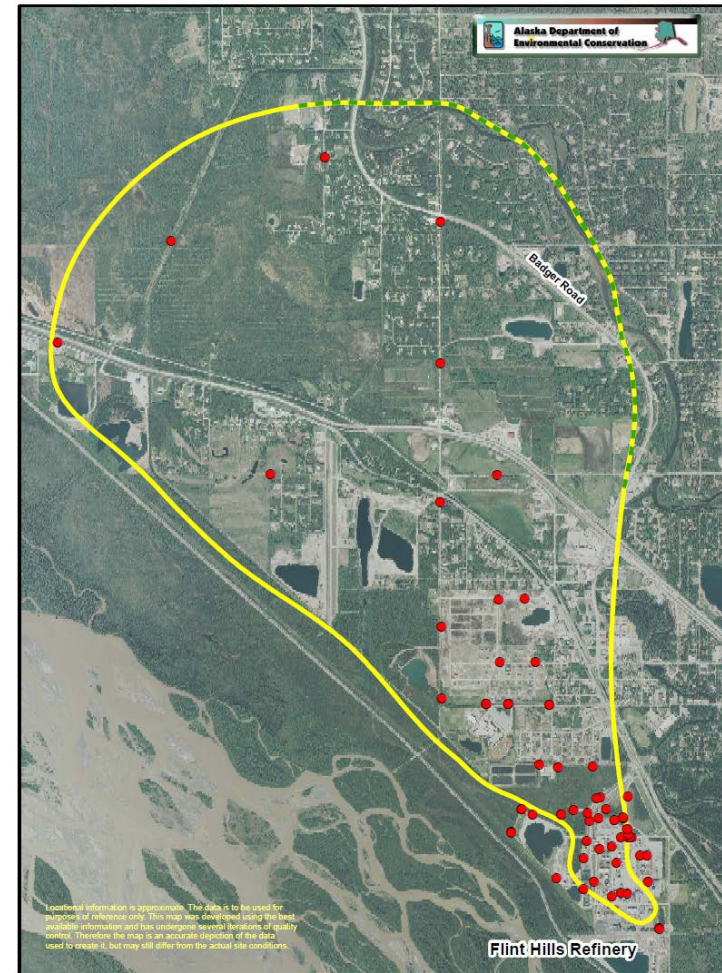 Alaska Department of
Environmental Conservation
Badger Road
Locational information is approximate. The data is to be used for
purposes of reference only. This map was developed using the best
available information and has undergone several iterations of quality
control. Therefore the map is an accurate depiction of the data
used to create it, but may still differ from the actual site conditions.
Flint Hills Refinery